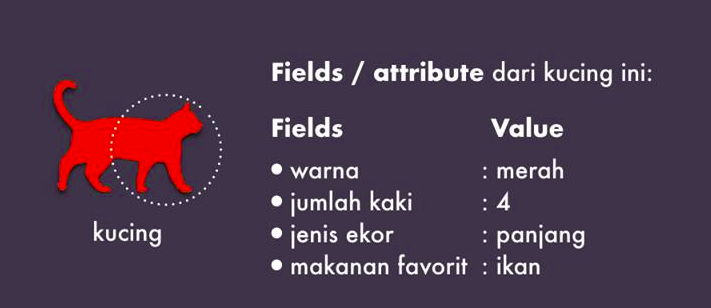 Fields / attribute dari kucing ini:
Fields Value
• warna : merah
• jumlah kaki : 4
• jenis ekor : panjang
• makanan favorit : ikan
kucing